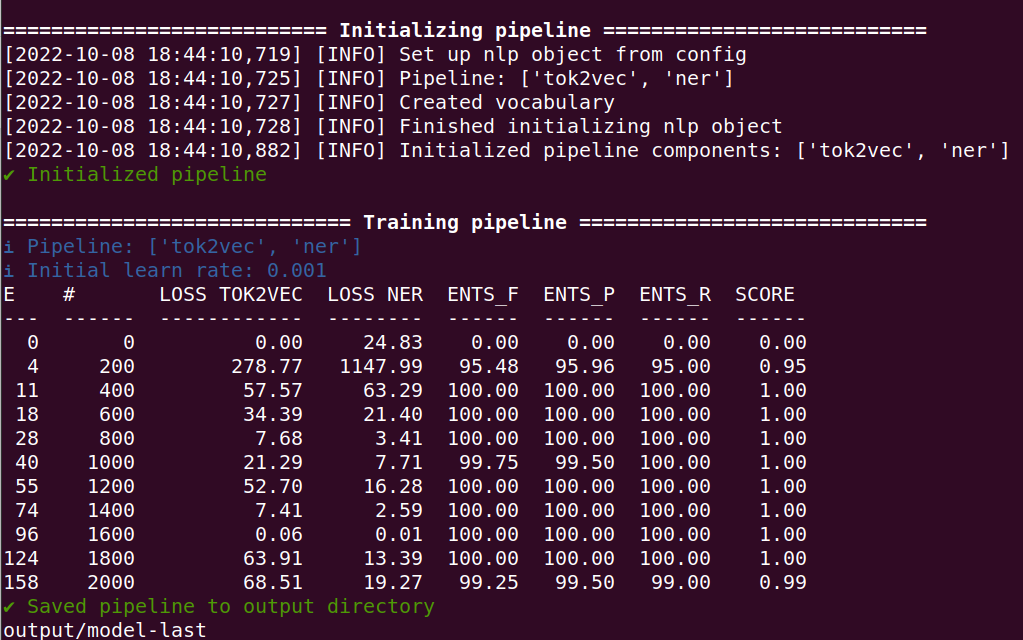 =========================== Initializing pipeline ===========================
[2022-10-08 18:44:10,719] [INFO] Set up nlp object from config
[2022-10-08 18:44:10,725] [INFO] Pipeline: ['tok2vec', 'ner']
[2022-10-08 18:44:10,727] [INFO] Created vocabulary
[2022-10-08 18:44:10,728] [INFO] Finished initializing nlp object
[2022-10-08 18:44:10,882] [INFO] Initialized pipeline components: ['tok2vec', 'ner']
✔ Initialized pipeline
============================= Training pipeline =============================
ℹ Pipeline: ['tok2vec', 'ner']
ℹ Initial learn rate: 0.001
E    #       LOSS TOK2VEC  LOSS NER  ENTS_F  ENTS_P  ENTS_R  SCORE
---  ------  ------------  --------  ------  ------  ------  ------
  0       0          0.00     24.83    0.00    0.00    0.00    0.00
  4     200        278.77   1147.99   95.48   95.96   95.00    0.95
 11     400         57.57     63.29  100.00  100.00  100.00    1.00
 18     600         34.39     21.40  100.00  100.00  100.00    1.00
 28     800          7.68      3.41  100.00  100.00  100.00    1.00
 40    1000         21.29      7.71   99.75   99.50  100.00    1.00
 55    1200         52.70     16.28  100.00  100.00  100.00    1.00
 74    1400          7.41      2.59  100.00  100.00  100.00    1.00
 96    1600          0.06      0.01  100.00  100.00  100.00    1.00
124    1800         63.91     13.39  100.00  100.00  100.00    1.00
158    2000         68.51     19.27   99.25   99.50   99.00    0.99
✔ Saved pipeline to output directory
output/model-last